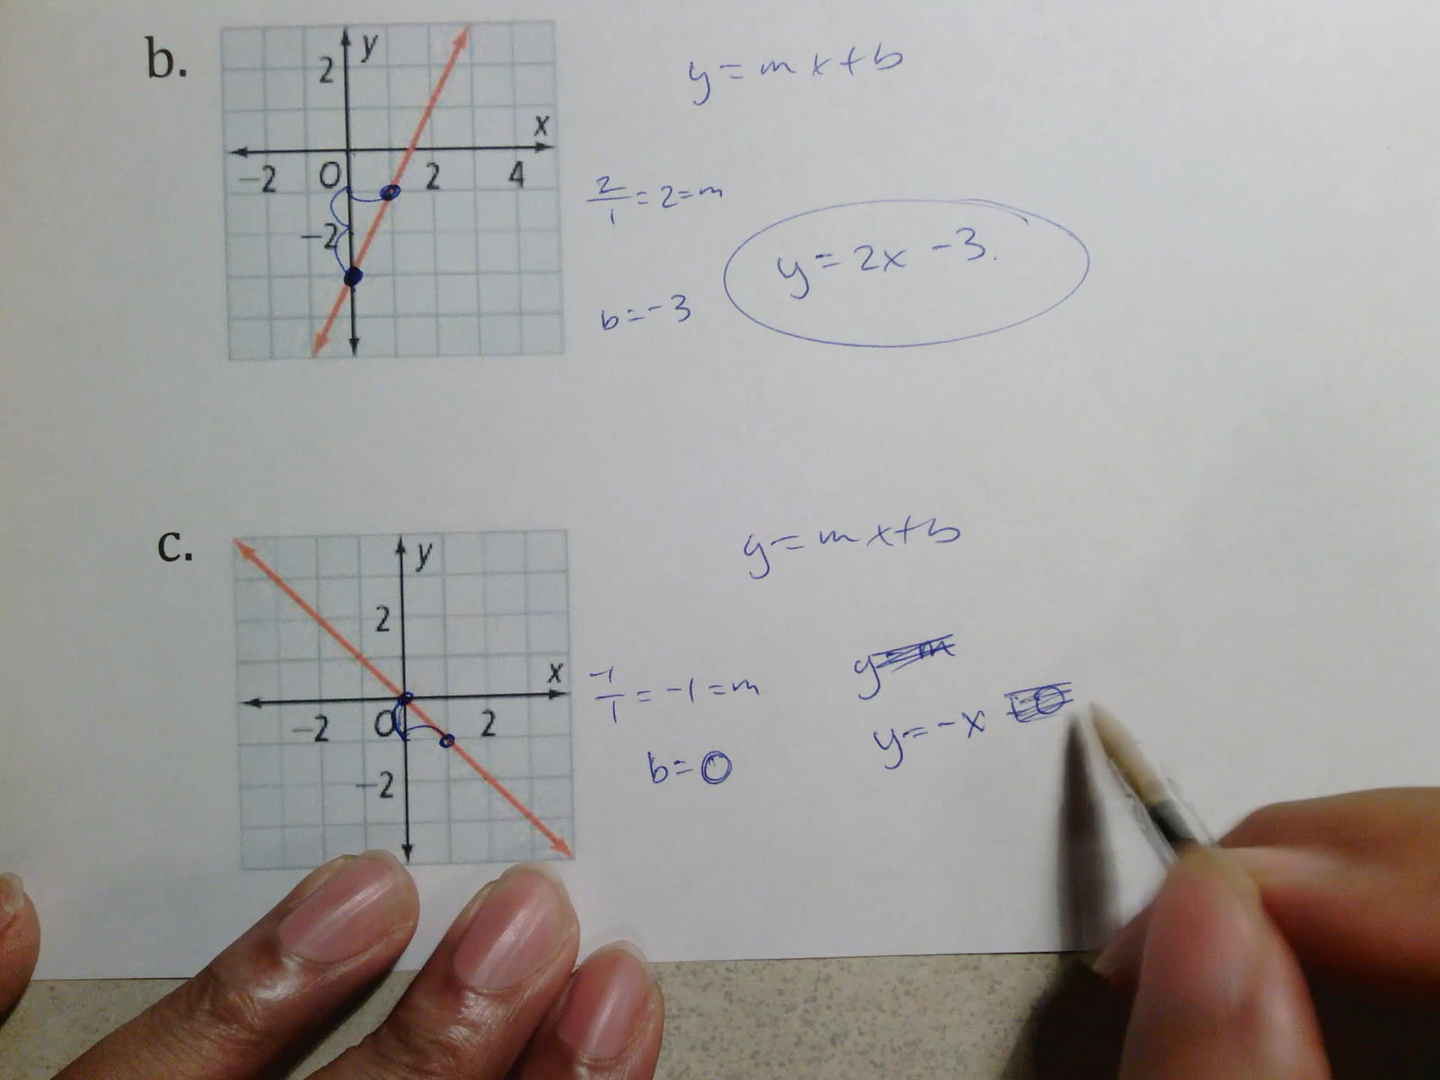 b.
y
2
y = mx + b
x
-2 0 2 4
2/1 = 2 = m
-2
y = 2x - 3.
b = -3
c.
y
y = mx + b
2
x
-1/1 = -1 = m
y = m
-2 0 2
y = -x
b = 0
-2